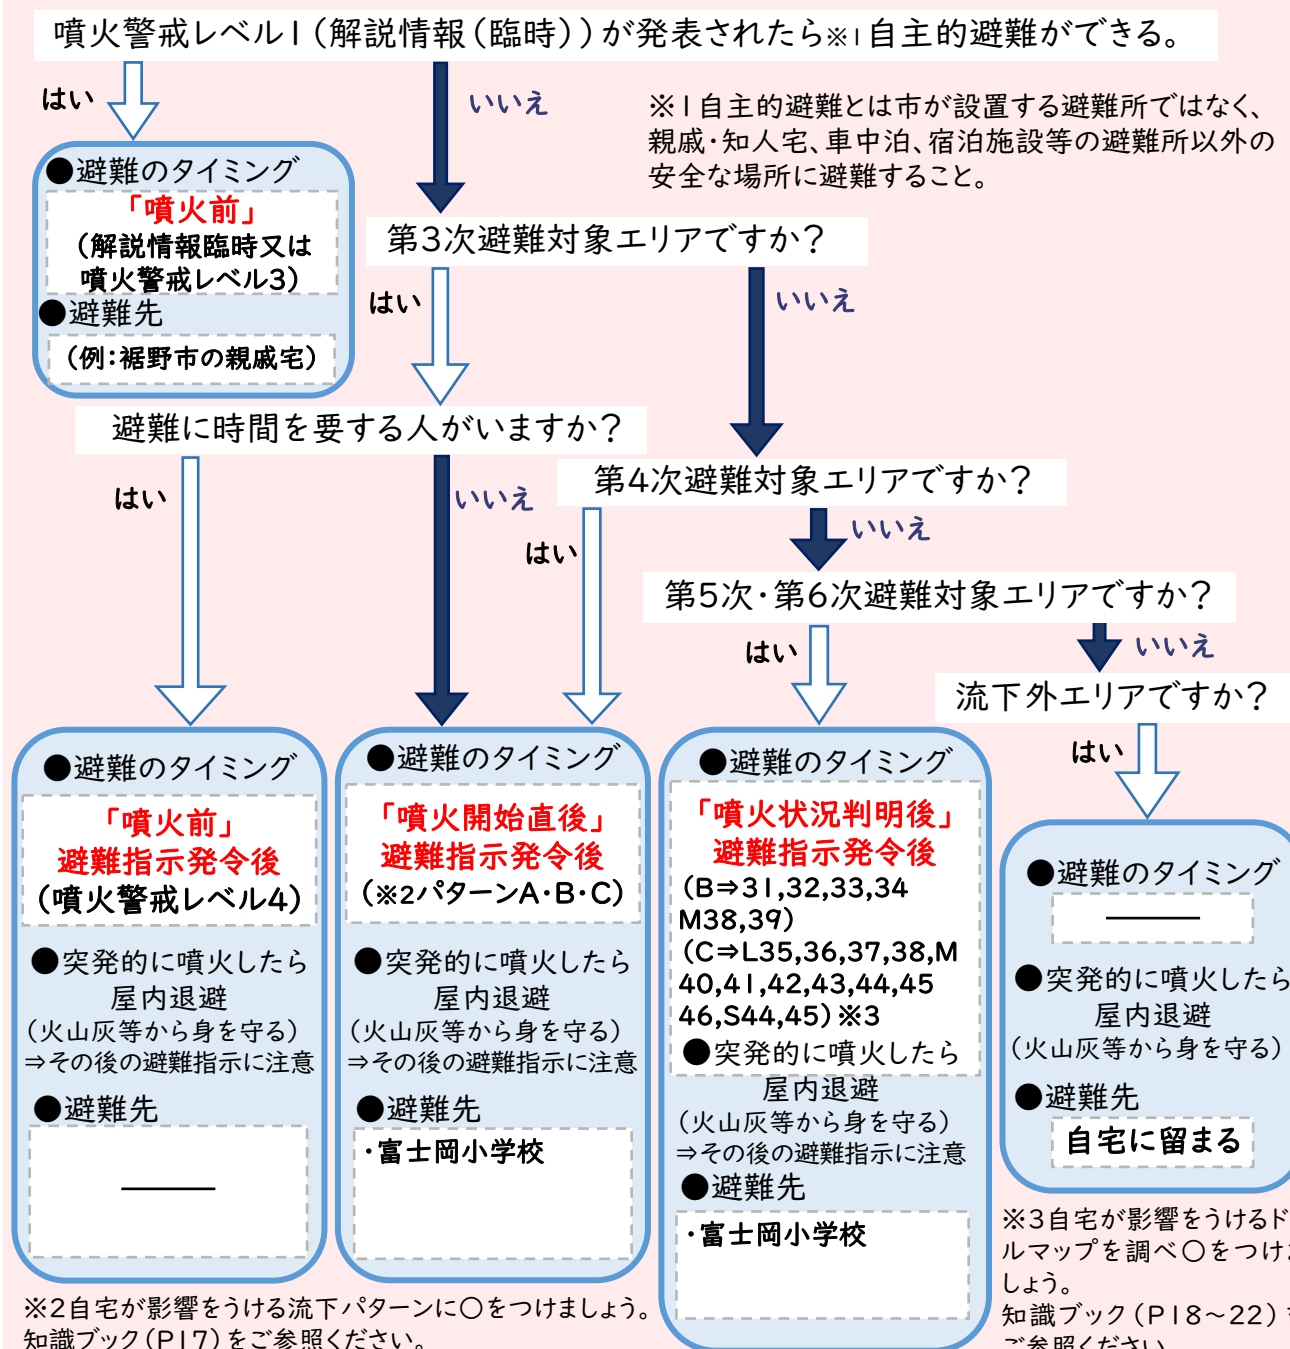 噴火警戒レベル1（解説情報（臨時））が発表されたら※1自主的避難ができる。
はい
いいえ
※1自主的避難とは市が設置する避難所ではなく、
親戚・知人宅、車中泊、宿泊施設等の避難所以外の
安全な場所に避難すること。
●避難のタイミング
「噴火前」
（解説情報臨時又は
噴火警戒レベル3）
●避難先
（例：裾野市の親戚宅）
第3次避難対象エリアですか？
はい
いいえ
避難に時間を要する人がいますか？
はい
いいえ
第4次避難対象エリアですか？
はい
いいえ
第5次・第6次避難対象エリアですか？
はい
いいえ
流下外エリアですか？
はい
●避難のタイミング
「噴火前」
避難指示発令後
（噴火警戒レベル4）
●突発的に噴火したら
屋内退避
（火山灰等から身を守る）
⇒その後の避難指示に注意
●避難先
―――
●避難のタイミング
「噴火開始直後」
避難指示発令後
（※2パターンA・B・C）
●突発的に噴火したら
屋内退避
（火山灰等から身を守る）
⇒その後の避難指示に注意
●避難先
・富士岡小学校
●避難のタイミング
「噴火状況判明後」
避難指示発令後
（B⇒31,32,33,34
M38,39）
（C⇒L35,36,37,38,M
40,41,42,43,44,45
46,S44,45）※3
●突発的に噴火したら
屋内退避
（火山灰等から身を守る）
⇒その後の避難指示に注意
●避難先
・富士岡小学校
●避難のタイミング
―――
●突発的に噴火したら
屋内退避
（火山灰等から身を守る）
●避難先
自宅に留まる
※2自宅が影響をうける流下パターンに○をつけましょう。
知識ブック（P17）をご参照ください。
※3自宅が影響をうけるド
ルマップを調べ○をつけ
しょう。
知識ブック（P18～22）
ご参照ください